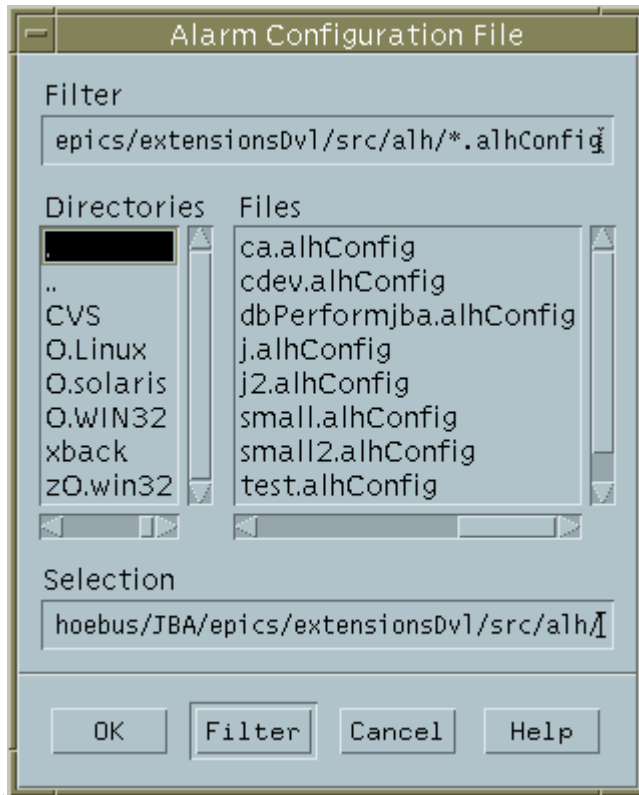 Alarm Configuration File
Filter
epics/extensionsDvl/src/alh/*.alhConfig
Directories
.
..
CVS
O.Linux
O.solaris
O.WIN32
xback
zO.win32
Files
ca.alhConfig
cdev.alhConfig
dbPerformjba.alhConfig
j.alhConfig
j2.alhConfig
small.alhConfig
small2.alhConfig
test.alhConfig
Selection
hoebus/JBA/epics/extensionsDvl/src/alh/
OK
Filter
Cancel
Help